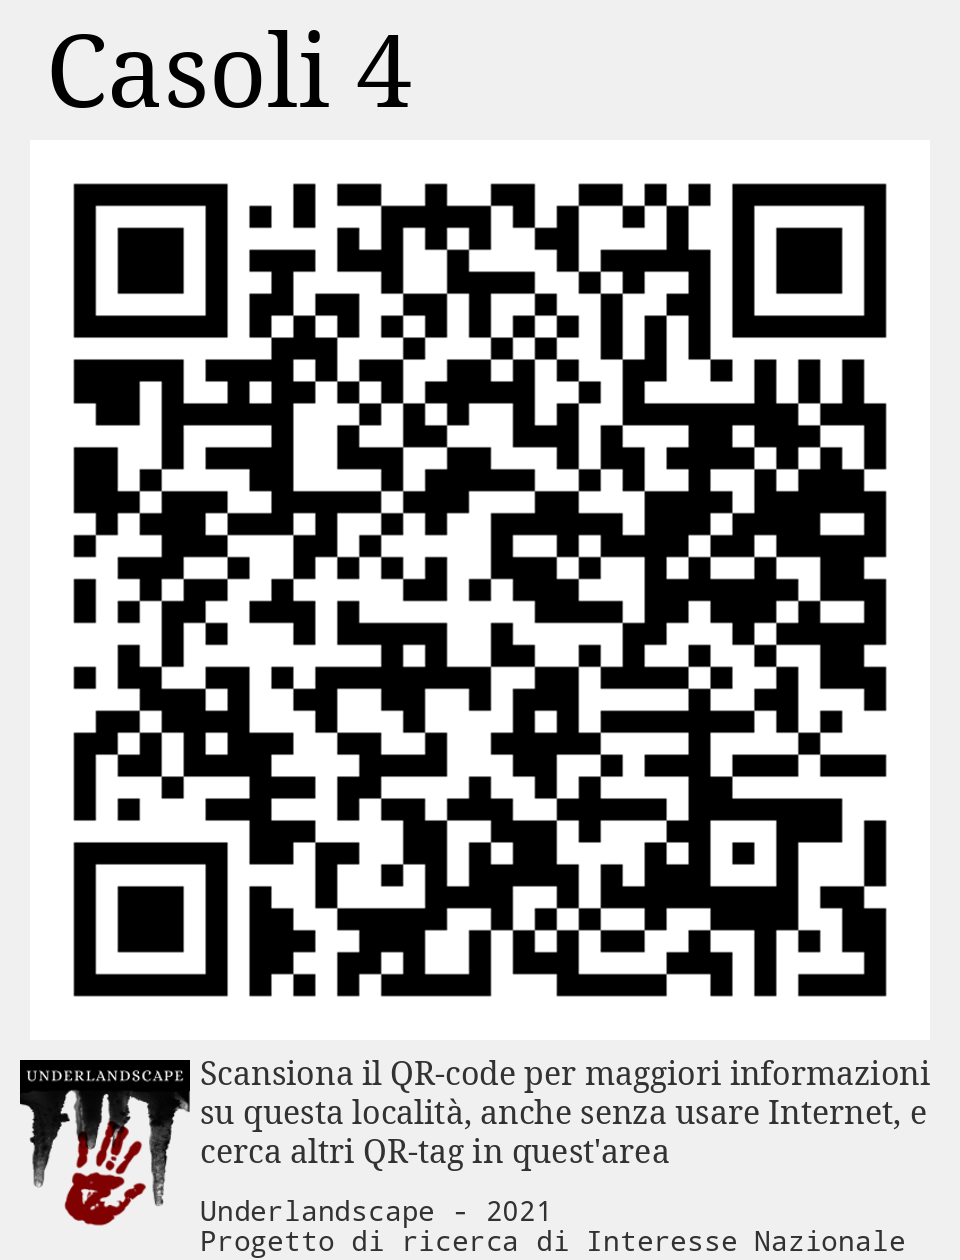 Casoli 4
UNDERLANDSCAPE
Scansiona il QR-code per maggiori informazioni
su questa località, anche senza usare Internet, e
cerca altri QR-tag in quest'area
Underlandscape - 2021
Progetto di ricerca di Interesse Nazionale